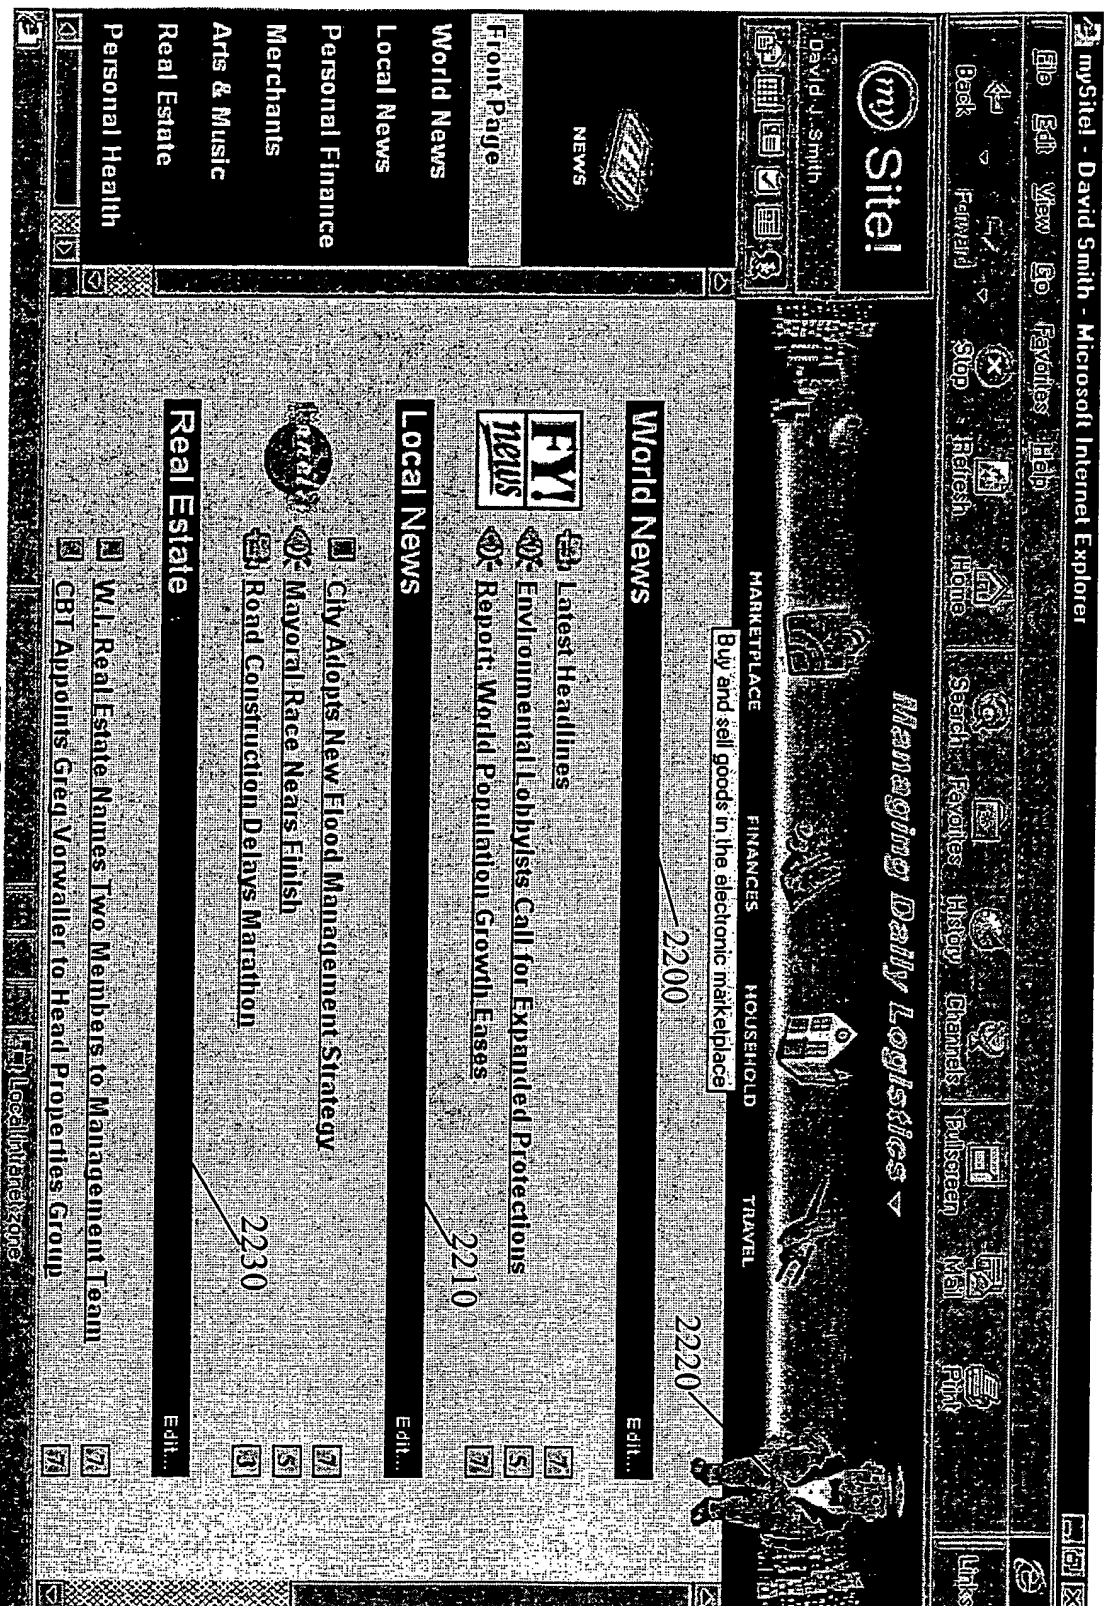 mySite! - David Smith - Microsoft Internet Explorer
File Edit View Go Favorites Help
Back Forward Stop Refresh Home Search Favorites History Channels Fullscreen Mail Print
Links
my Site!
Managing Daily Logistics
David J. Smith
MARKETPLACE FINANCES HOUSEHOLD TRAVEL
Buy and sell goods in the electronic marketplace
2220
2200
NEWS
Front Page
World News
Local News
Personal Finance
Merchants
Arts & Music
Real Estate
Personal Health
World News Edit...
FYI news
Latest Headlines
Environmental Lobbyists Call for Expanded Protections
Report: World Population Growth Eases
2210
Local News Edit...
City Adopts New Flood Management Strategy
Mayoral Race Nears Finish
Road Construction Delays Marathon
2230
Real Estate Edit...
W.I. Real Estate Names Two Members to Management Team
CBT Appoints Greg Vorwaller to Head Properties Group
Local intranet zone